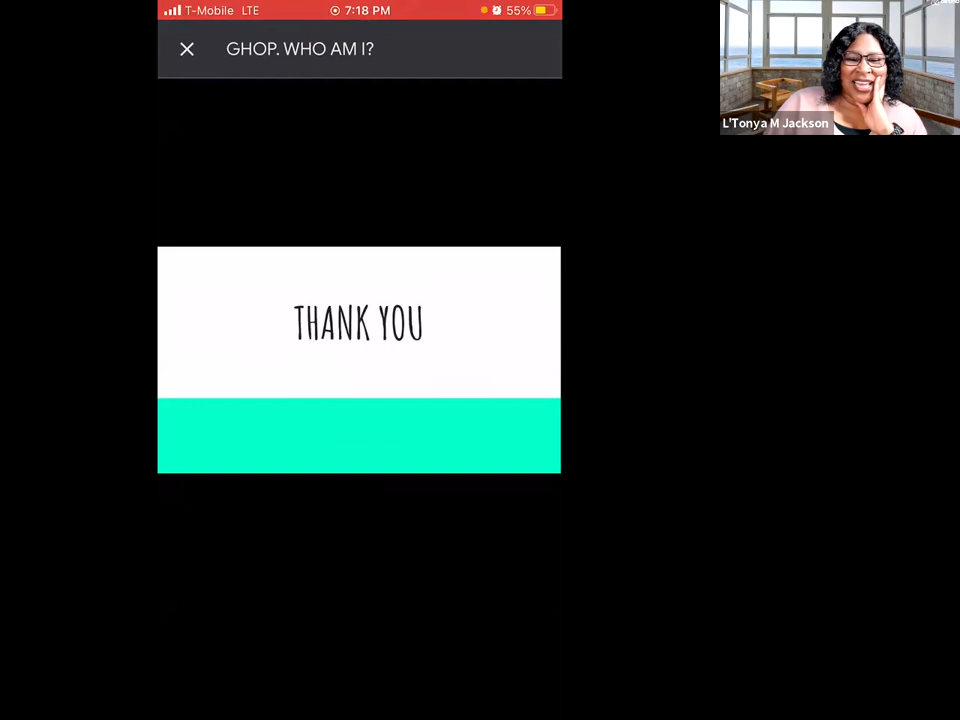 T-Mobile LTE 7:18 PM 55%
GHOP. WHO AM I?
L'Tonya M Jackson
THANK YOU